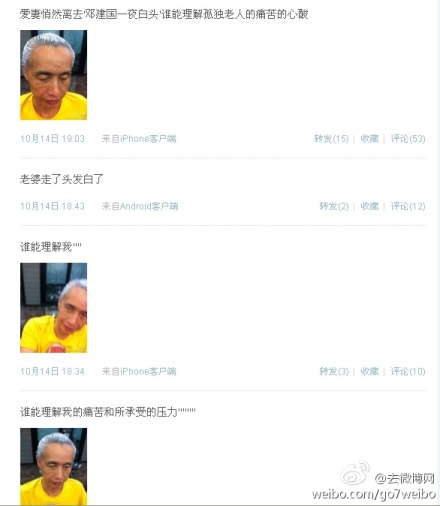 爱妻悄然离去'邓建国一夜白头'谁能理解孤独老人的痛苦的心酸
10月14日 19:03 来自iPhone客户端 转发(15) | 收藏 | 评论(53)
老婆走了头发白了
10月14日 18:43 来自Android客户端 转发(2) | 收藏 | 评论(12)
谁能理解我''''
10月14日 18:34 来自iPhone客户端 转发(3) | 收藏 | 评论(10)
谁能理解我的痛苦和所承受的压力''''''''
@去微博网
weibo.com/go7weibo